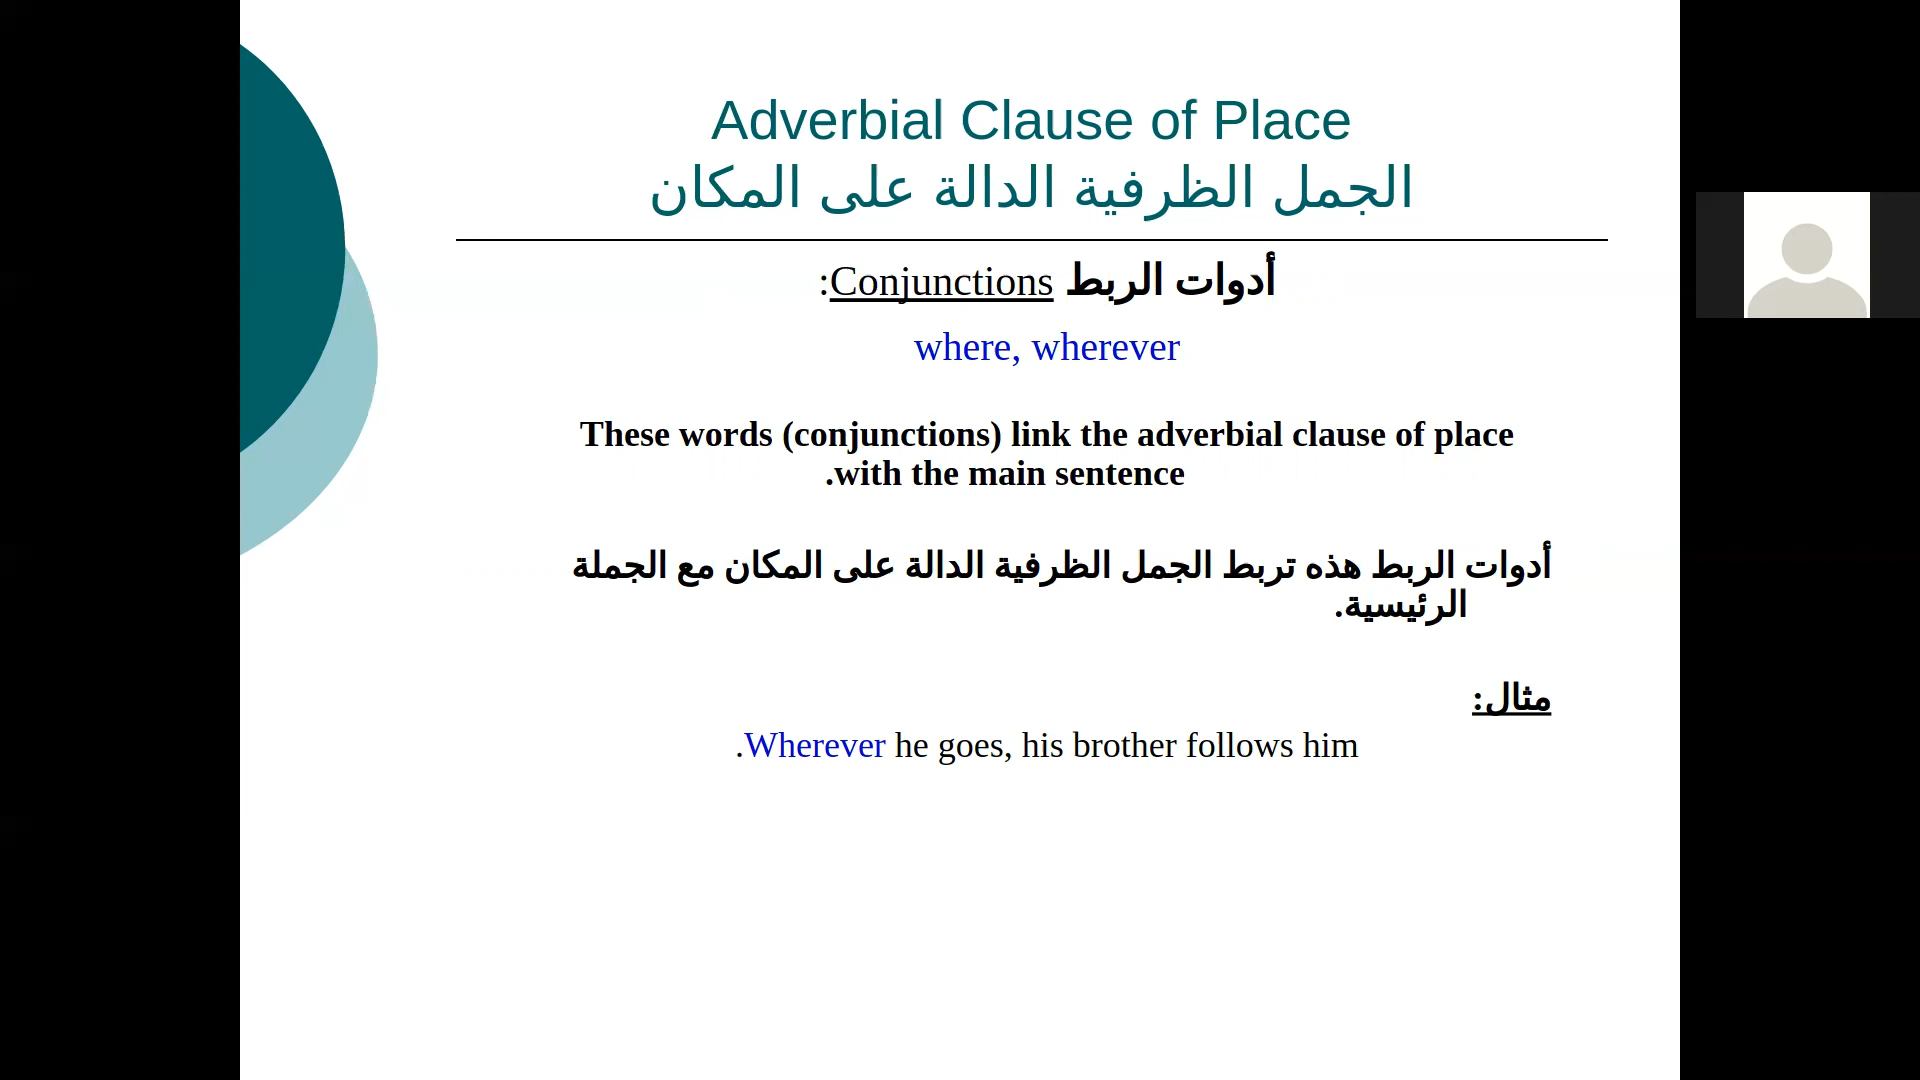 Adverbial Clause of Place
الجمل الظرفية الدالة على المكان
أدوات الربط Conjunctions:
where, wherever
These words (conjunctions) link the adverbial clause of place
.with the main sentence
أدوات الربط هذه تربط الجمل الظرفية الدالة على المكان مع الجملة
الرئيسية.
مثال:
.Wherever he goes, his brother follows him